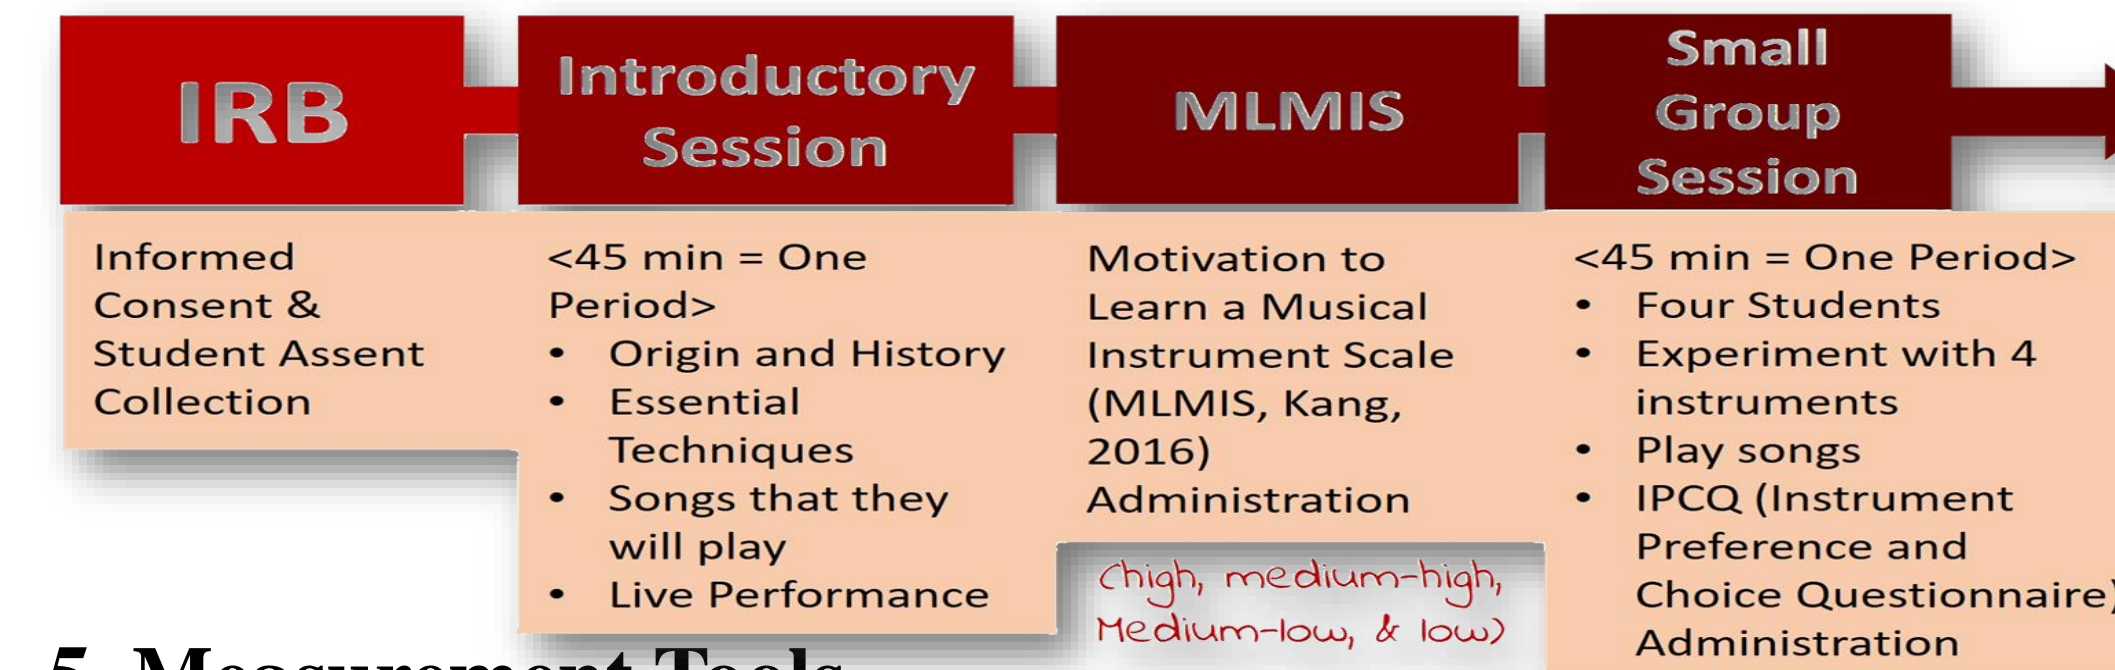 IRB
Introductory
Session
MLMIS
Small
Group
Session
Informed
Consent &
Student Assent
Collection
<45 min = One
Period>
• Origin and History
• Essential
Techniques
• Songs that they
will play
• Live Performance
Motivation to
Learn a Musical
Instrument Scale
(MLMIS, Kang,
2016)
Administration
(high, medium-high,
Medium-low, & low)
<45 min = One Period>
• Four Students
• Experiment with 4
instruments
• Play songs
• IPCQ (Instrument
Preference and
Choice Questionnaire)
Administration
5. Measurement Tools